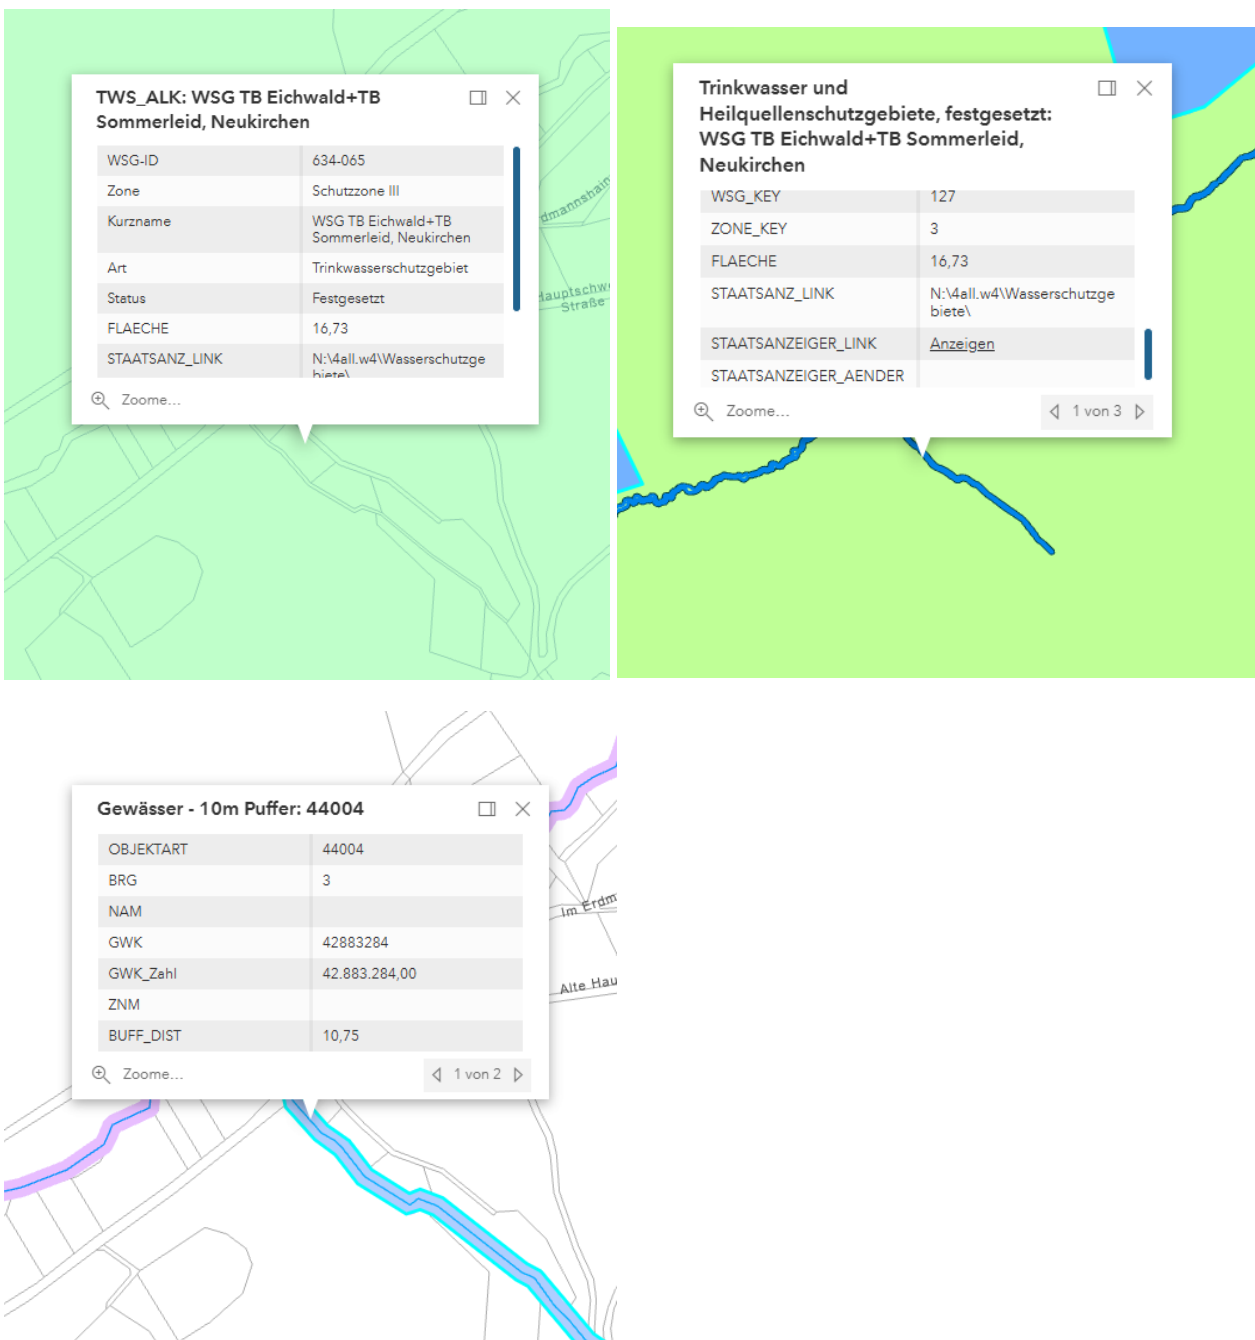 TWS_ALK: WSG TB Eichwald+TB
Sommerleid, Neukirchen
WSG-ID 634-065
Zone Schutzzone III
Kurzname WSG TB Eichwald+TB
Sommerleid, Neukirchen
Art Trinkwasserschutzgebiet
Status Festgesetzt
FLAECHE 16,73
STAATSANZ_LINK N:\4all.w4\Wasserschutzge
biete\
Zoome...
dmannshain
Hauptschw
Straße
Trinkwasser und
Heilquellenschutzgebiete, festgesetzt:
WSG TB Eichwald+TB Sommerleid,
Neukirchen
WSG_KEY 127
ZONE_KEY 3
FLAECHE 16,73
STAATSANZ_LINK N:\4all.w4\Wasserschutzge
biete\
STAATSANZEIGER_LINK Anzeigen
STAATSANZEIGER_AENDER
Zoome...
1 von 3
Gewässer - 10m Puffer: 44004
OBJEKTART 44004
BRG 3
NAM
GWK 42883284
GWK_Zahl 42.883.284,00
ZNM
BUFF_DIST 10,75
Zoome...
1 von 2
Im Erdm
Alte Hau